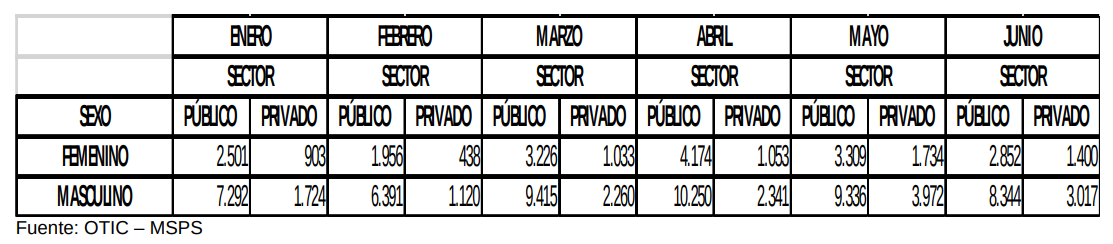 ENERO FEBRERO MARZO ABRIL MAYO JUNIO
SECTOR SECTOR SECTOR SECTOR SECTOR SECTOR
SEXO PÚBLICO PRIVADO PÚBLICO PRIVADO PÚBLICO PRIVADO PÚBLICO PRIVADO PÚBLICO PRIVADO PÚBLICO PRIVADO
FEMENINO 2.501 903 1.956 438 3.226 1.033 4.174 1.053 3.309 1.734 2.852 1.400
MASCULINO 7.292 1.724 6.391 1.120 9.415 2.260 10.250 2.341 9.336 3.972 8.344 3.017
Fuente: OTIC – MSPS